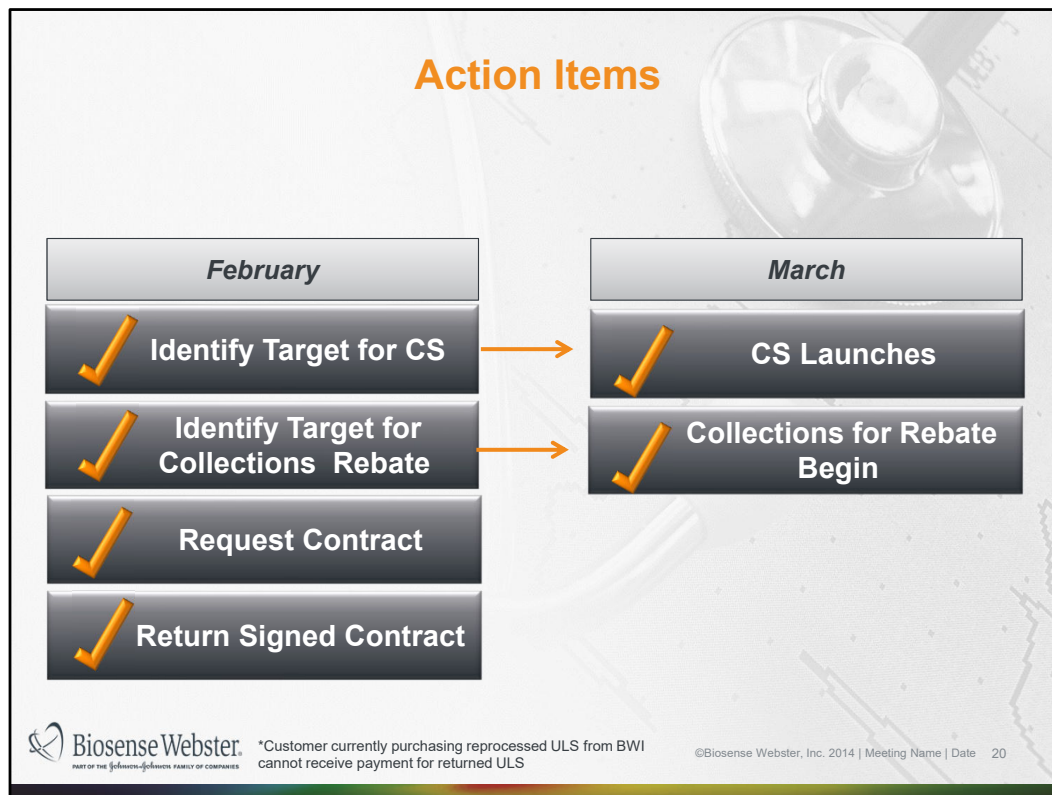 Action Items
February
Identify Target for CS
Identify Target for
Collections Rebate
Request Contract
Return Signed Contract
March
CS Launches
Collections for Rebate
Begin
Biosense Webster.
PART OF THE Johnson & Johnson FAMILY OF COMPANIES
*Customer currently purchasing reprocessed ULS from BWI
cannot receive payment for returned ULS
©Biosense Webster, Inc. 2014 | Meeting Name | Date 20